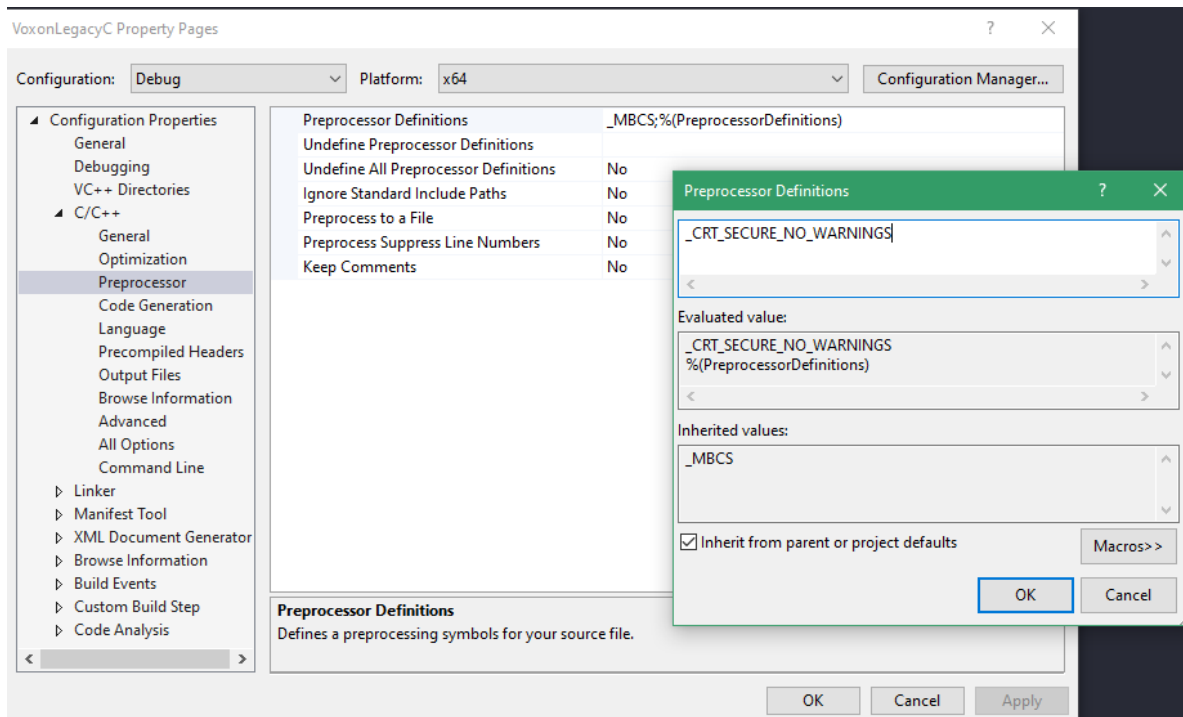 VoxonLegacyC Property Pages ? ×
Configuration: Debug Platform: x64 Configuration Manager...
Configuration Properties
General
Debugging
VC++ Directories
C/C++
General
Optimization
Preprocessor
Code Generation
Language
Precompiled Headers
Output Files
Browse Information
Advanced
All Options
Command Line
Linker
Manifest Tool
XML Document Generator
Browse Information
Build Events
Custom Build Step
Code Analysis
Preprocessor Definitions _MBCS;%(PreprocessorDefinitions)
Undefine Preprocessor Definitions
Undefine All Preprocessor Definitions No
Ignore Standard Include Paths No
Preprocess to a File No
Preprocess Suppress Line Numbers No
Keep Comments No
Preprocessor Definitions
Defines a preprocessing symbols for your source file.
OK Cancel Apply
Preprocessor Definitions ? ×
_CRT_SECURE_NO_WARNINGS
Evaluated value:
_CRT_SECURE_NO_WARNINGS
%(PreprocessorDefinitions)
Inherited values:
_MBCS
Inherit from parent or project defaults
Macros>>
OK Cancel